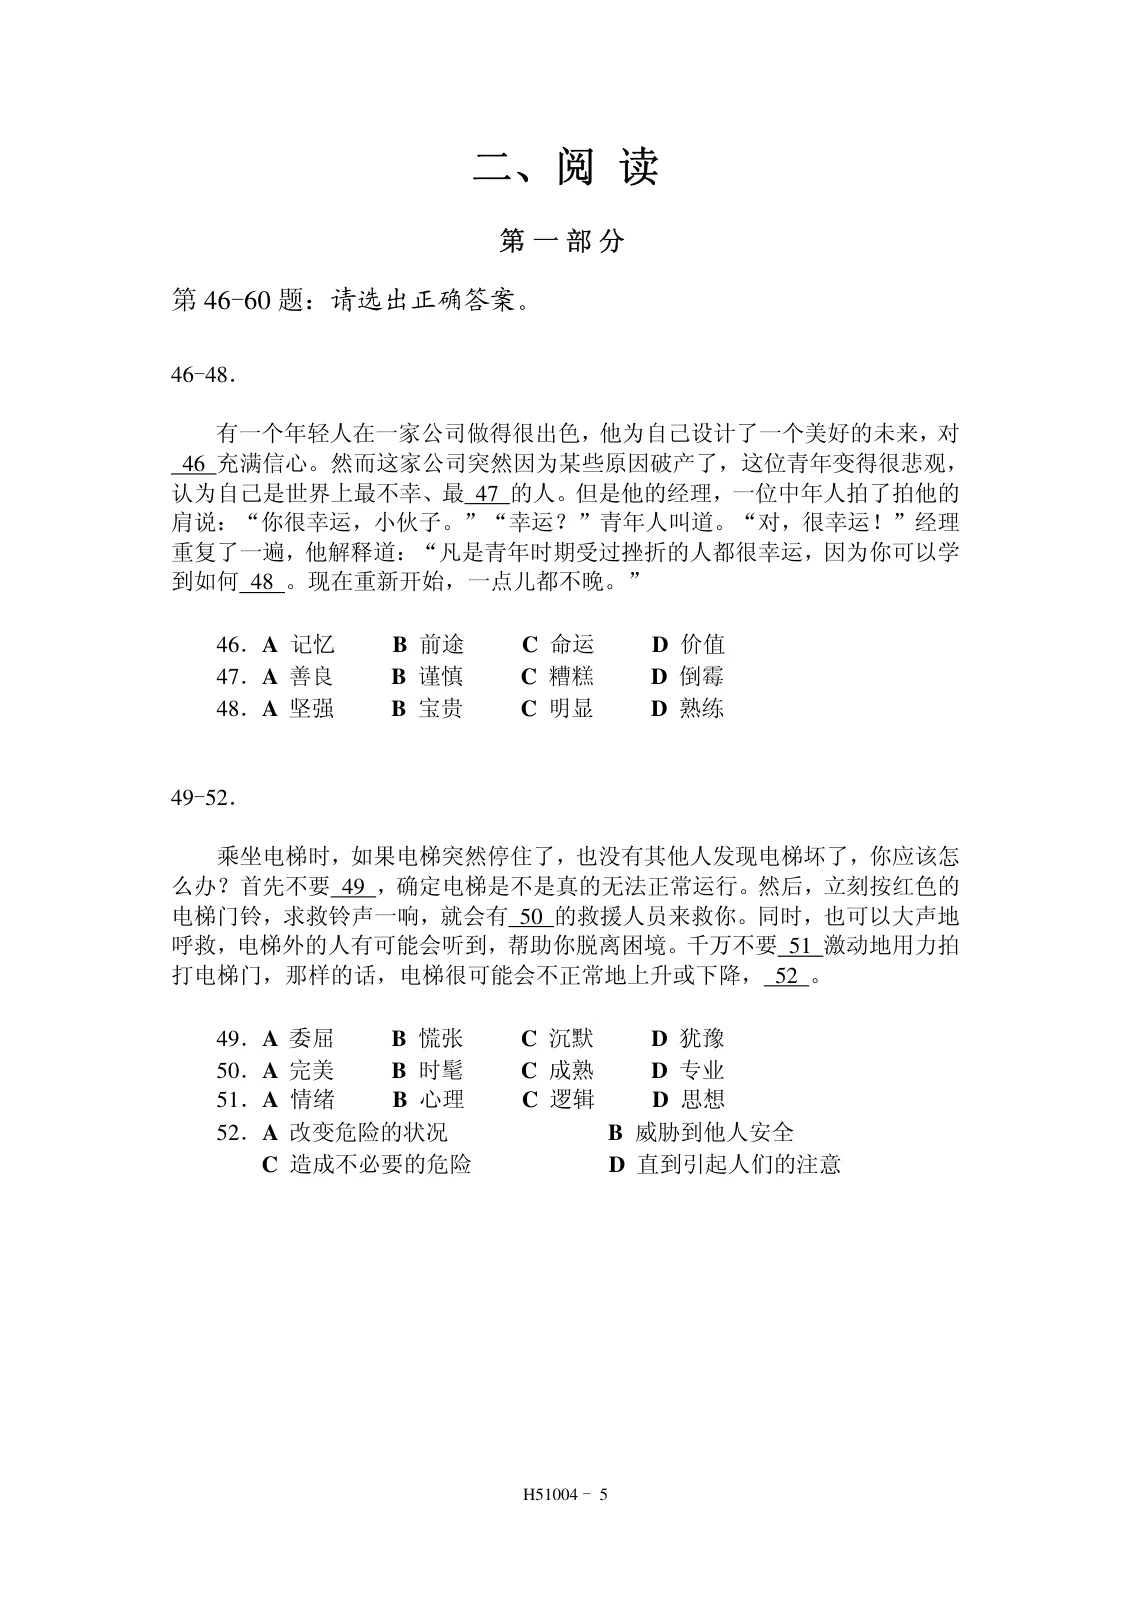 二、阅 读
第 一 部 分
第 46-60 题：请选出正确答案。
46-48．
有一个年轻人在一家公司做得很出色，他为自己设计了一个美好的未来，对
46 充满信心。然而这家公司突然因为某些原因破产了，这位青年变得很悲观，
认为自己是世界上最不幸、最 47 的人。但是他的经理，一位中年人拍了拍他的
肩说：“你很幸运，小伙子。”“幸运？”青年人叫道。“对，很幸运！”经理
重复了一遍，他解释道：“凡是青年时期受过挫折的人都很幸运，因为你可以学
到如何 48 。现在重新开始，一点儿都不晚。”
46．A 记忆 B 前途 C 命运 D 价值
47．A 善良 B 谨慎 C 糟糕 D 倒霉
48．A 坚强 B 宝贵 C 明显 D 熟练
49-52．
乘坐电梯时，如果电梯突然停住了，也没有其他人发现电梯坏了，你应该怎
么办？首先不要 49 ，确定电梯是不是真的无法正常运行。然后，立刻按红色的
电梯门铃，求救铃声一响，就会有 50 的救援人员来救你。同时，也可以大声地
呼救，电梯外的人有可能会听到，帮助你脱离困境。千万不要 51 激动地用力拍
打电梯门，那样的话，电梯很可能会不正常地上升或下降， 52 。
49．A 委屈 B 慌张 C 沉默 D 犹豫
50．A 完美 B 时髦 C 成熟 D 专业
51．A 情绪 B 心理 C 逻辑 D 思想
52．A 改变危险的状况 B 威胁到他人安全
C 造成不必要的危险 D 直到引起人们的注意
H51004 - 5